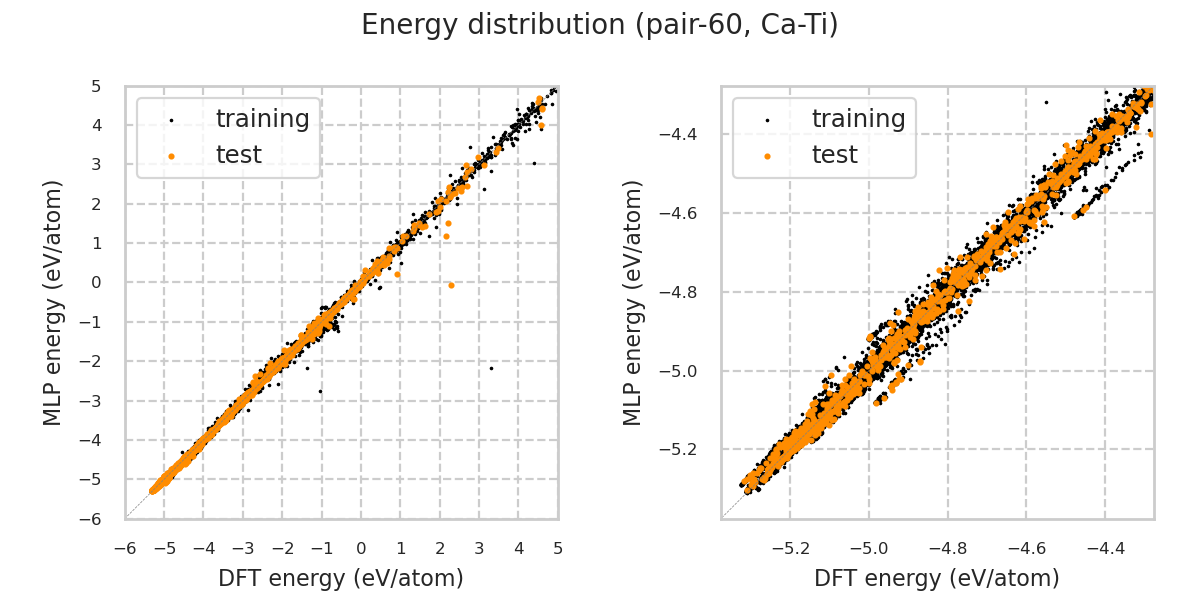 Energy distribution (pair-60, Ca-Ti)
MLP energy (eV/atom)
5
4
3
2
1
0
−1
−2
−3
−4
−5
−6
training
test
−6 −5 −4 −3 −2 −1 0 1 2 3 4 5
DFT energy (eV/atom)
MLP energy (eV/atom)
−4.4
−4.6
−4.8
−5.0
−5.2
training
test
−5.2 −5.0 −4.8 −4.6 −4.4
DFT energy (eV/atom)